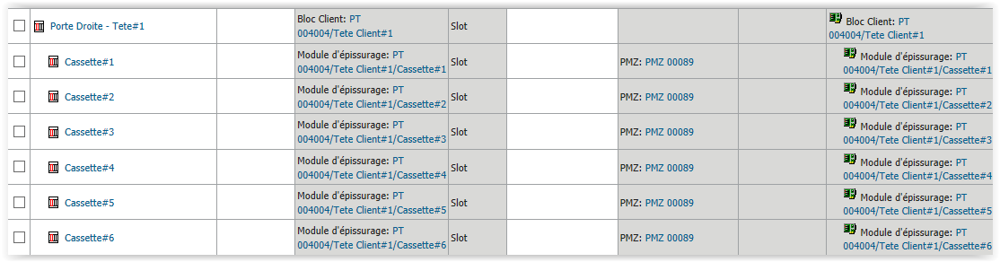 Porte Droite - Tete#1 Bloc Client: PT Slot Bloc Client: PT
004004/Tete Client#1 004004/Tete Client#1
Cassette#1 Module d'épissurage: PT Slot PMZ: PMZ 00089 Module d'épissurage: PT
004004/Tete Client#1/Cassette#1 004004/Tete Client#1/Cassette#1
Cassette#2 Module d'épissurage: PT Slot PMZ: PMZ 00089 Module d'épissurage: PT
004004/Tete Client#1/Cassette#2 004004/Tete Client#1/Cassette#2
Cassette#3 Module d'épissurage: PT Slot PMZ: PMZ 00089 Module d'épissurage: PT
004004/Tete Client#1/Cassette#3 004004/Tete Client#1/Cassette#3
Cassette#4 Module d'épissurage: PT Slot PMZ: PMZ 00089 Module d'épissurage: PT
004004/Tete Client#1/Cassette#4 004004/Tete Client#1/Cassette#4
Cassette#5 Module d'épissurage: PT Slot PMZ: PMZ 00089 Module d'épissurage: PT
004004/Tete Client#1/Cassette#5 004004/Tete Client#1/Cassette#5
Cassette#6 Module d'épissurage: PT Slot PMZ: PMZ 00089 Module d'épissurage: PT
004004/Tete Client#1/Cassette#6 004004/Tete Client#1/Cassette#6